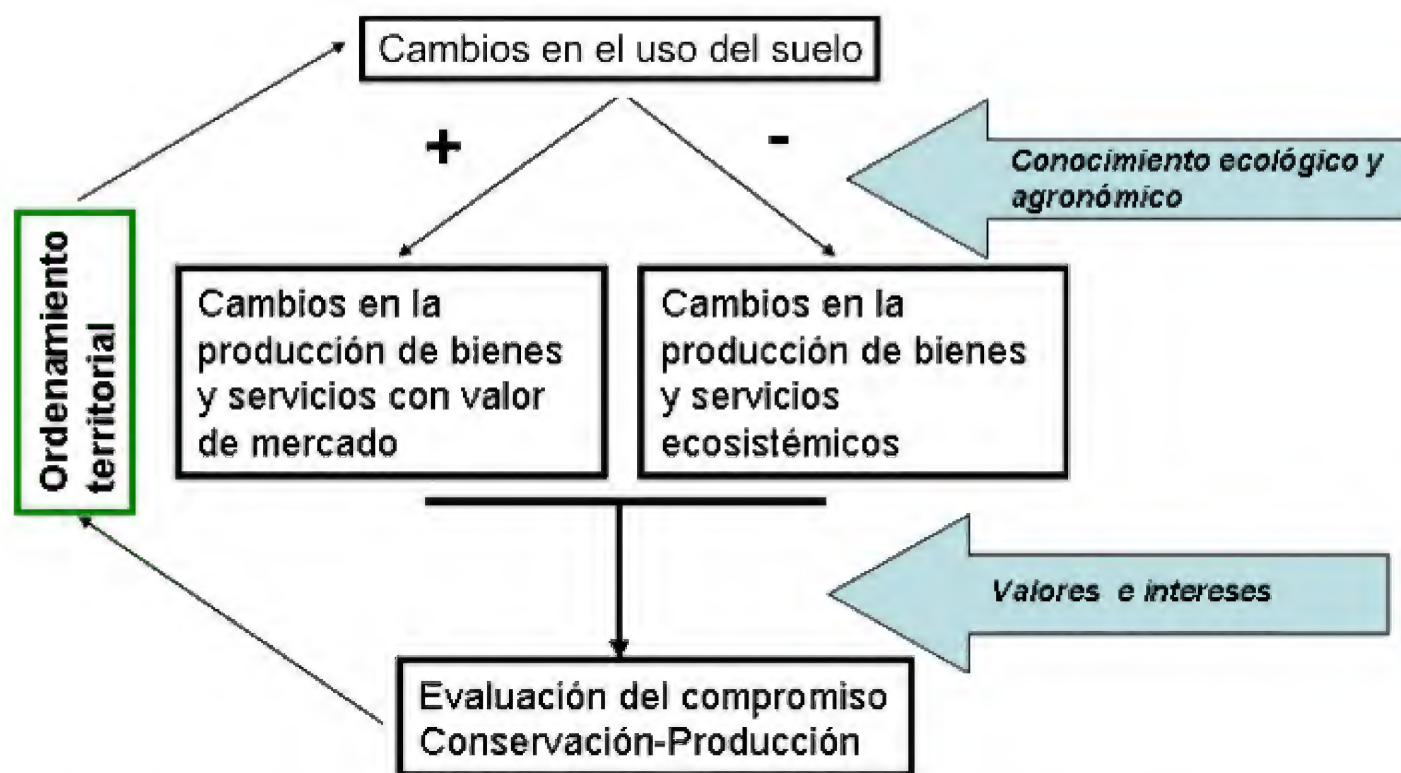 Cambios en el uso del suelo
+
-
Conocimiento ecológico y
agronómico
Ordenamiento
territorial
Cambios en la
producción de bienes
y servicios con valor
de mercado
Cambios en la
producción de bienes
y servicios
ecosistémicos
Valores e intereses
Evaluación del compromiso
Conservación-Producción